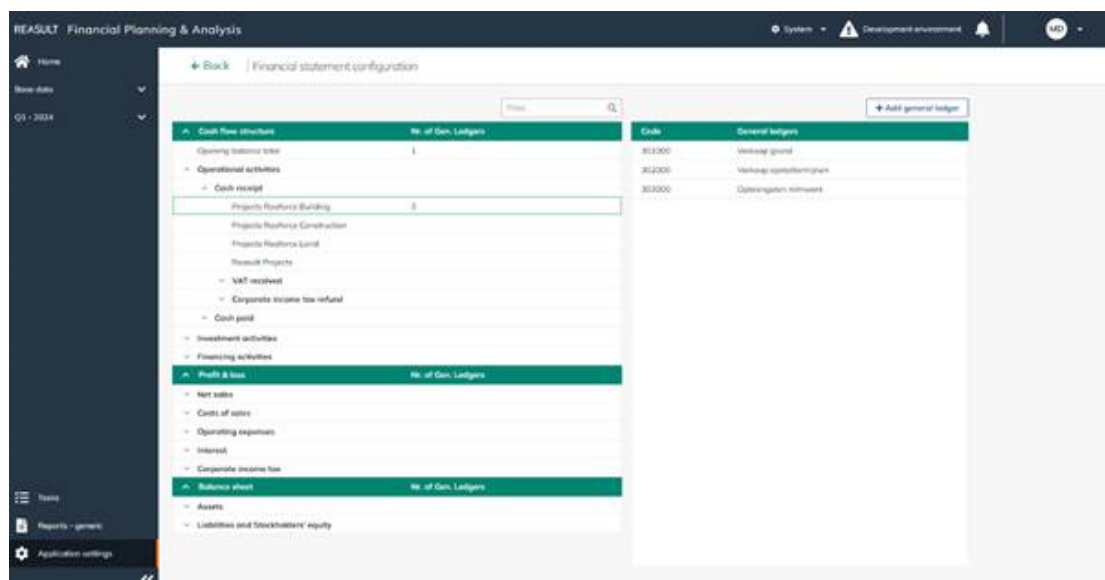 REASULT Financial Planning & Analysis
System
Development environment
MD
Home
Base data
Q1 - 2024
Tasks
Reports - generic
Application settings
Back
Financial statement configuration
Filter
+ Add general ledger
Cash flow structure
Nr. of Gen. Ledgers
Opening balance total
1
Operational activities
Cash receipt
Projects Reaforce Building
3
Projects Reaforce Construction
Projects Reaforce Land
Reasult Projects
VAT received
Corporate income tax refund
Cash paid
Investment activities
Financing activities
Profit & loss
Nr. of Gen. Ledgers
Net sales
Costs of sales
Operating expenses
Interest
Corporate income tax
Balance sheet
Nr. of Gen. Ledgers
Assets
Liabilities and Stockholders' equity
Code
General ledgers
301000
Verkoop grond
302000
Verkoop
303000
Opbrengsten